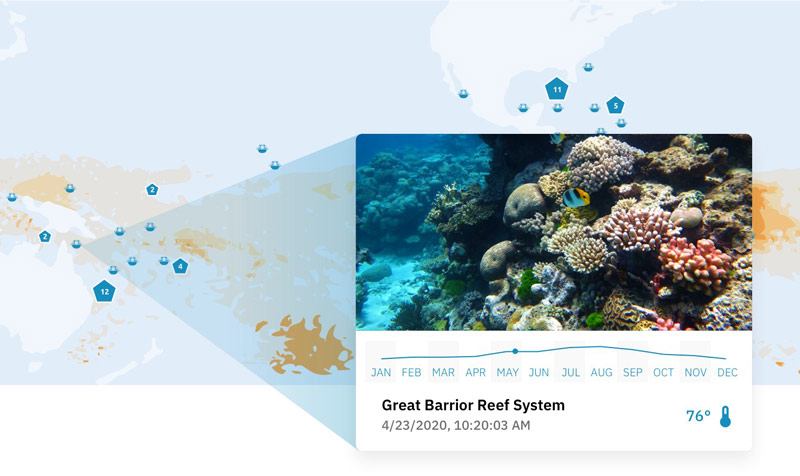 11
5
2
2
4
12
JAN FEB MAR APR MAY JUN JUL AUG SEP OCT NOV DEC
Great Barrior Reef System
4/23/2020, 10:20:03 AM
76°